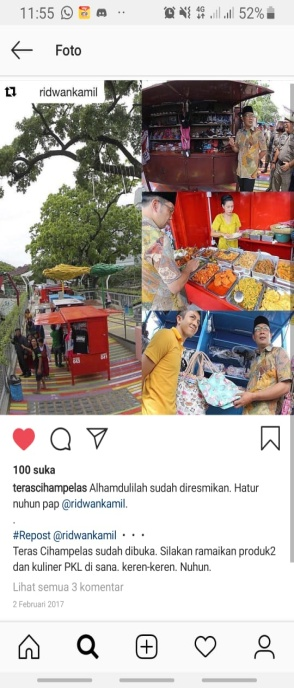 11:55
4G
52%
Foto
ridwankamil
100 suka
terascihampelas Alhamdulilah sudah diresmikan. Hatur
nuhun pap @ridwankamil.
.
#Repost @ridwankamil • • •
Teras Cihampelas sudah dibuka. Silakan ramaikan produk2
dan kuliner PKL di sana. keren-keren. Nuhun.
Lihat semua 3 komentar
2 Februari 2017